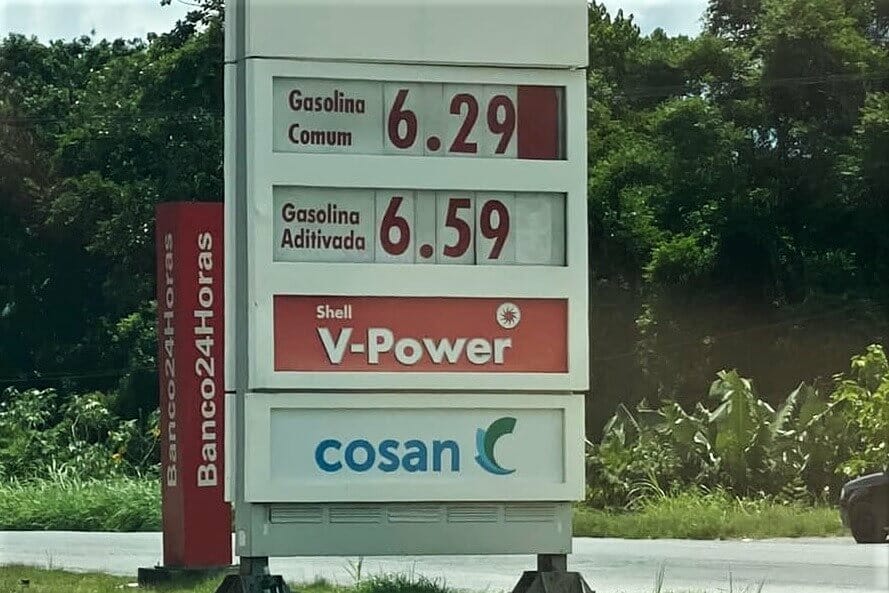 Gasolina
Comum 6.29
Gasolina
Aditivada 6.59
Shell
V-Power
cosan
Banco24Horas
Banco24Horas